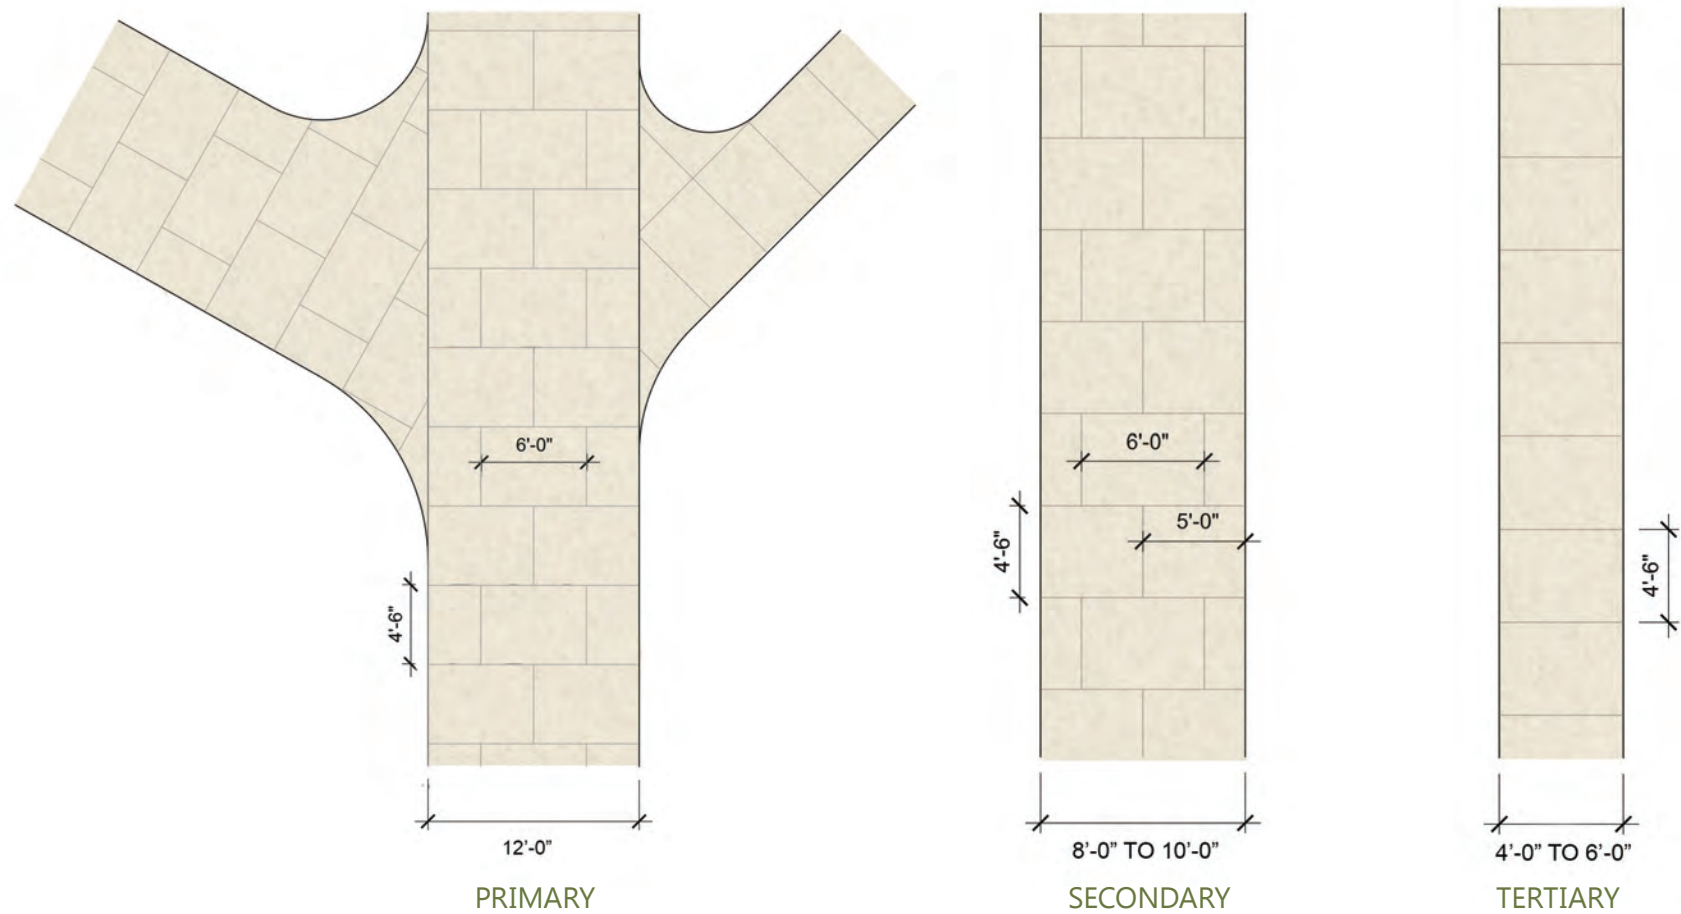 6'-0"
4'-6"
12'-0"
PRIMARY
6'-0"
5'-0"
4'-6"
8'-0" TO 10'-0"
SECONDARY
4'-6"
4'-0" TO 6'-0"
TERTIARY